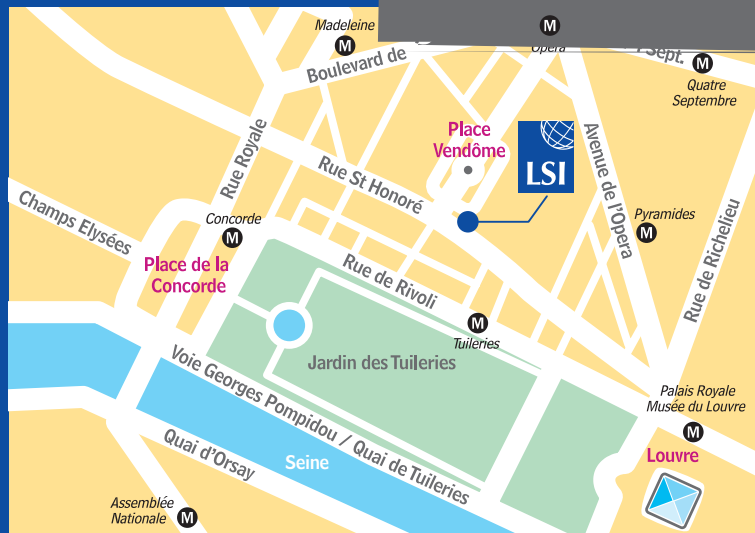 Madeleine
M
M
Opéra
Boulevard de
Sept.
M
Quatre
Septembre
Place
Vendôme
LSI
Rue Royale
Rue St Honoré
Avenue de l'Opera
Champs Elysées
Concorde
M
Pyramides
M
Rue de Richelieu
Place de la
Concorde
Rue de Rivoli
M
Tuileries
Jardin des Tuileries
Voie Georges Pompidou / Quai de Tuileries
Palais Royale
Musée du Louvre
M
Quai d'Orsay
Seine
Louvre
Assemblée
Nationale
M